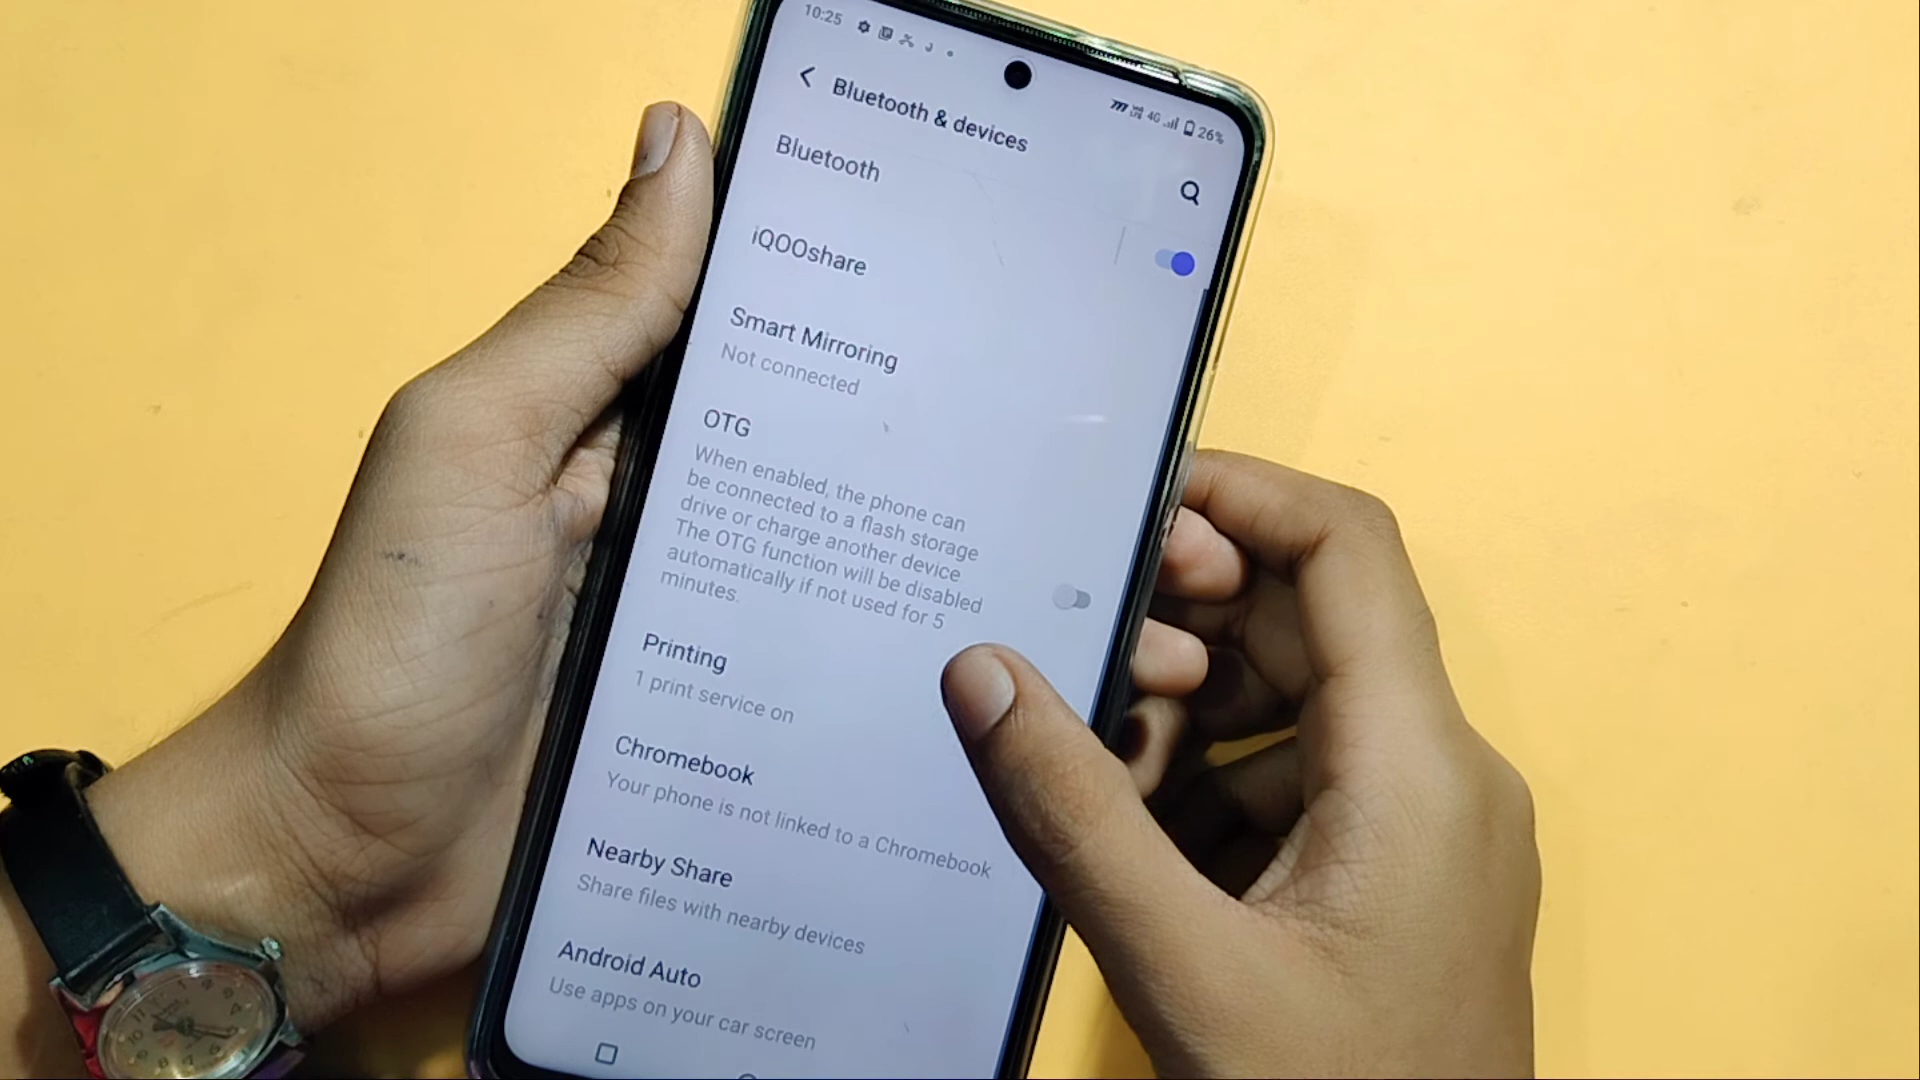 10:25
4G 26%
Bluetooth & devices
Bluetooth
iQOOshare
Smart Mirroring
Not connected
OTG
When enabled, the phone can
be connected to a flash storage
drive or charge another device
The OTG function will be disabled
automatically if not used for 5
minutes.
Printing
1 print service on
Chromebook
Your phone is not linked to a Chromebook
Nearby Share
Share files with nearby devices
Android Auto
Use apps on your car screen